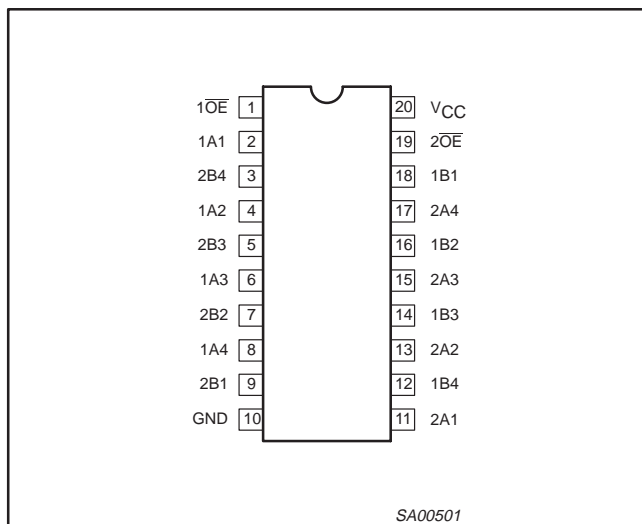 1O̅E̅ 1 20 VCC
1A1 2 19 2O̅E̅
2B4 3 18 1B1
1A2 4 17 2A4
2B3 5 16 1B2
1A3 6 15 2A3
2B2 7 14 1B3
1A4 8 13 2A2
2B1 9 12 1B4
GND 10 11 2A1
SA00501